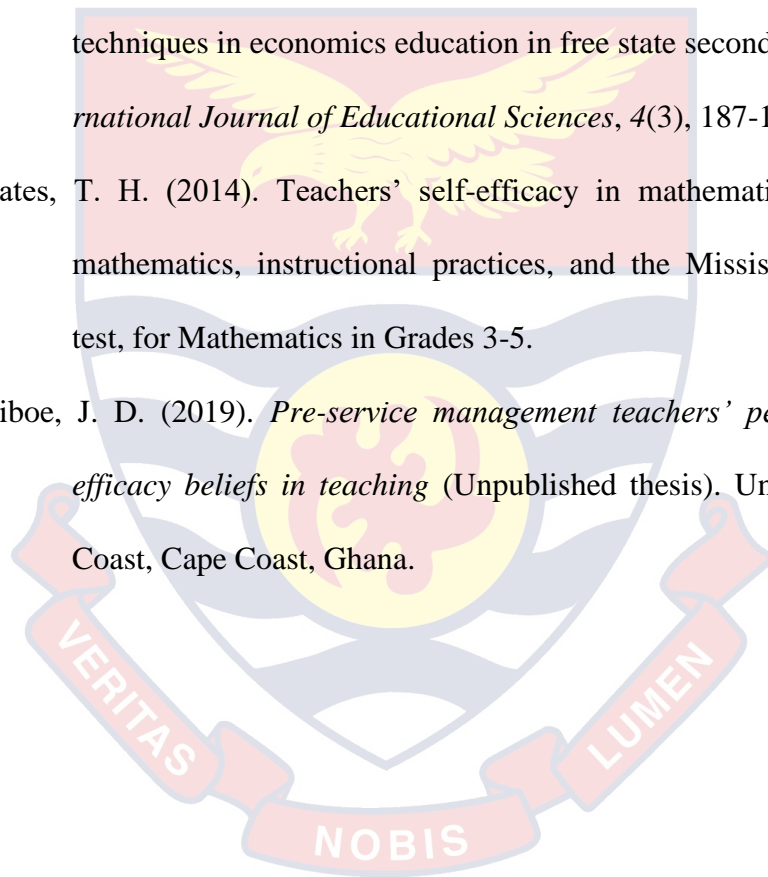 techniques in economics education in free state second
rnational Journal of Educational Sciences, 4(3), 187-1
ates, T. H. (2014). Teachers’ self-efficacy in mathemati
mathematics, instructional practices, and the Missis
test, for Mathematics in Grades 3-5.
iboe, J. D. (2019). Pre-service management teachers’ pe
efficacy beliefs in teaching (Unpublished thesis). Un
Coast, Cape Coast, Ghana.
VERITAS
NOBIS
LUMEN